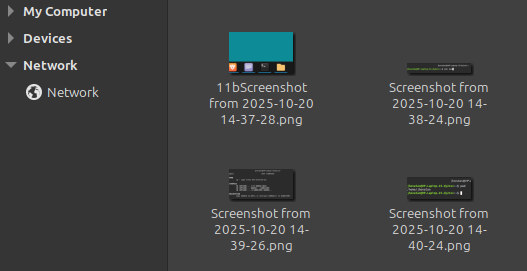 My Computer
Devices
Network
Network
11bScreenshot
from 2025-10-20
14-37-28.png
Screenshot from
2025-10-20 14-
38-24.png
Screenshot from
2025-10-20 14-
39-26.png
Screenshot from
2025-10-20 14-
40-24.png